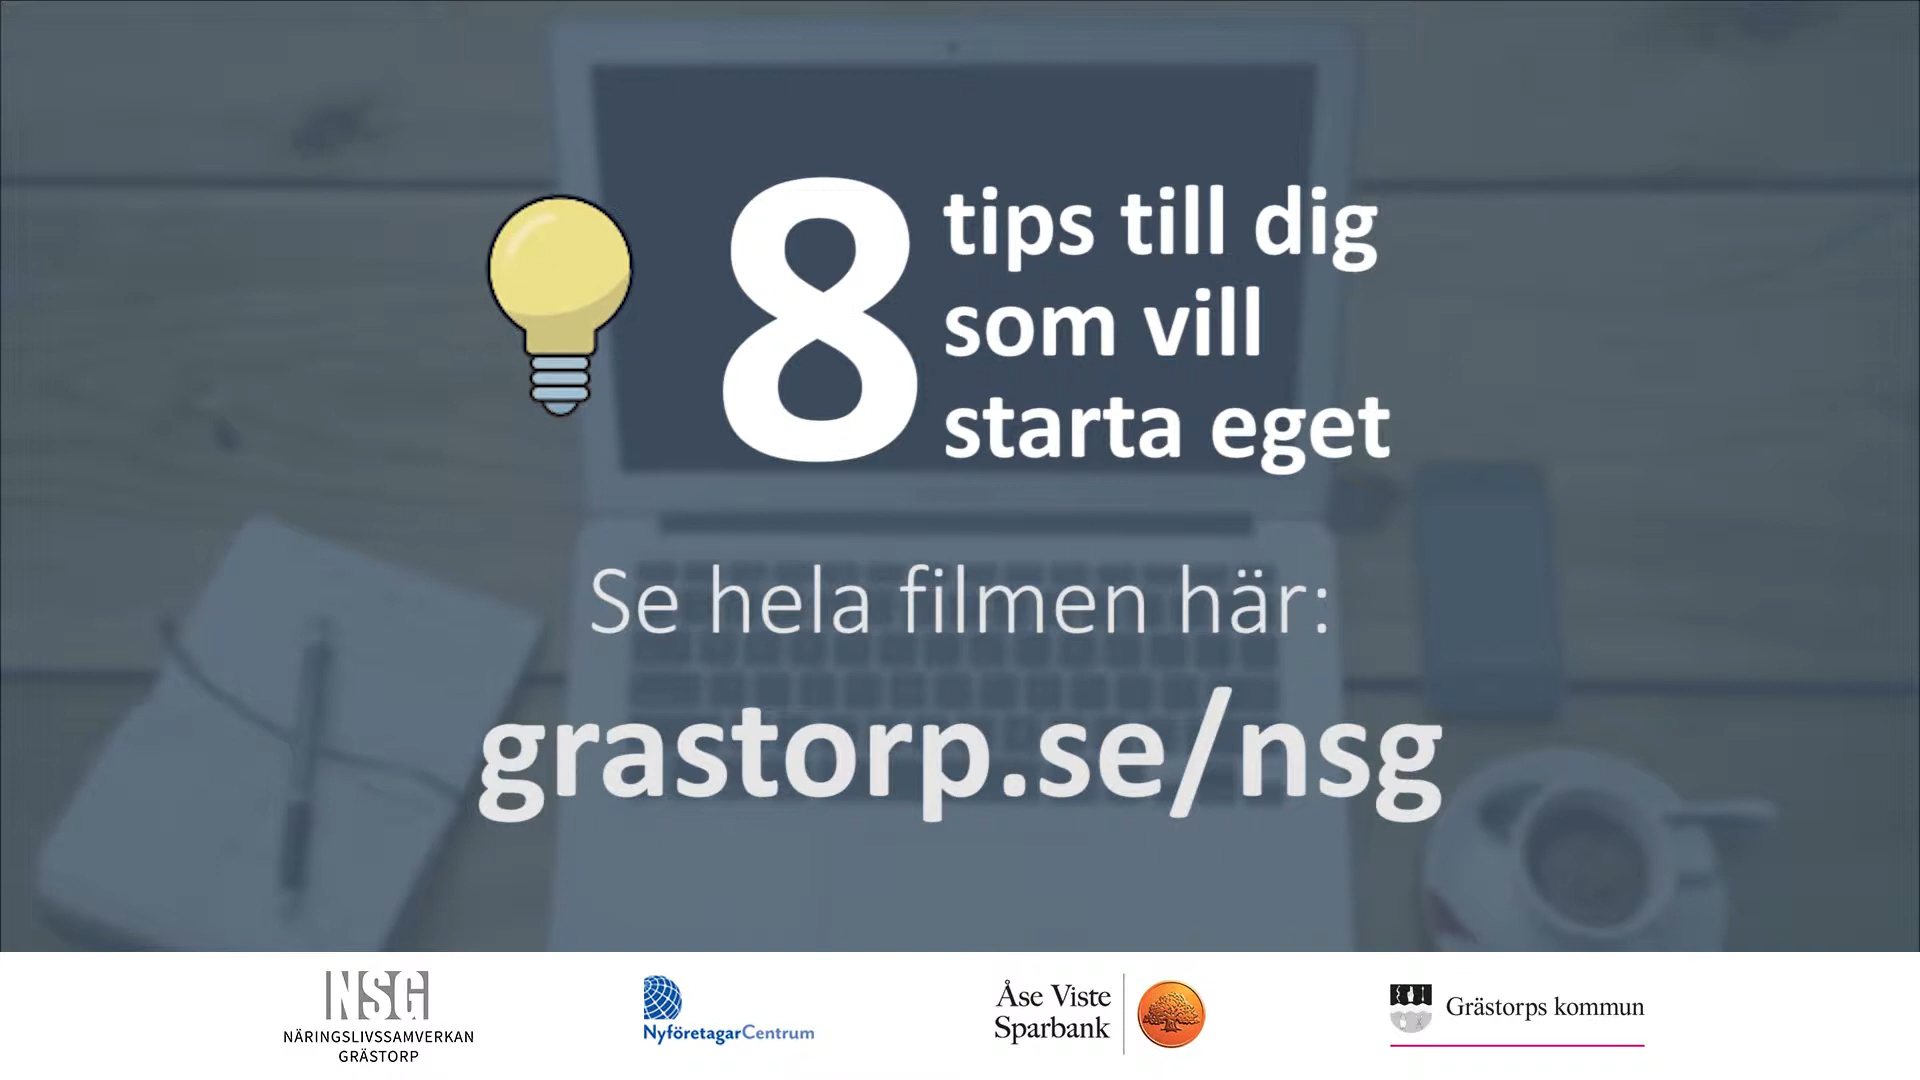 8
tips till dig
som vill
starta eget
Se hela filmen här:
grastorp.se/nsg
NSG
NÄRINGSLIVSSAMVERKAN
GRÄSTORP
NyföretagarCentrum
Åse Viste
Sparbank
Grästorps kommun